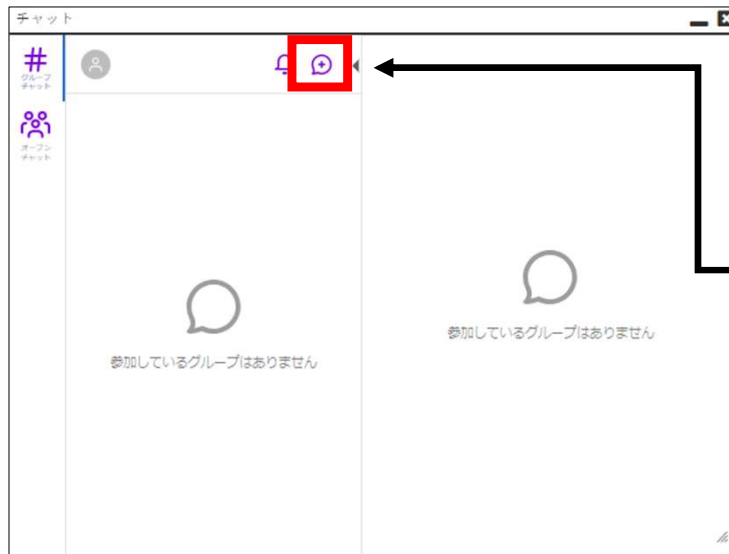 チャット
#
グループ
チャット
オープン
チャット
参加しているグループはありません
参加しているグループはありません